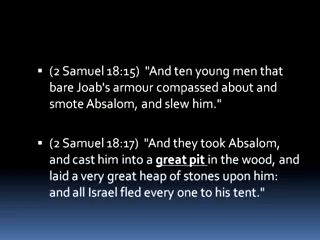 ▪ (2 Samuel 18:15)  "And ten young men that
bare Joab's armour compassed about and
smote Absalom, and slew him."
▪ (2 Samuel 18:17)  "And they took Absalom,
and cast him into a great pit in the wood, and
laid a very great heap of stones upon him:
and all Israel fled every one to his tent."